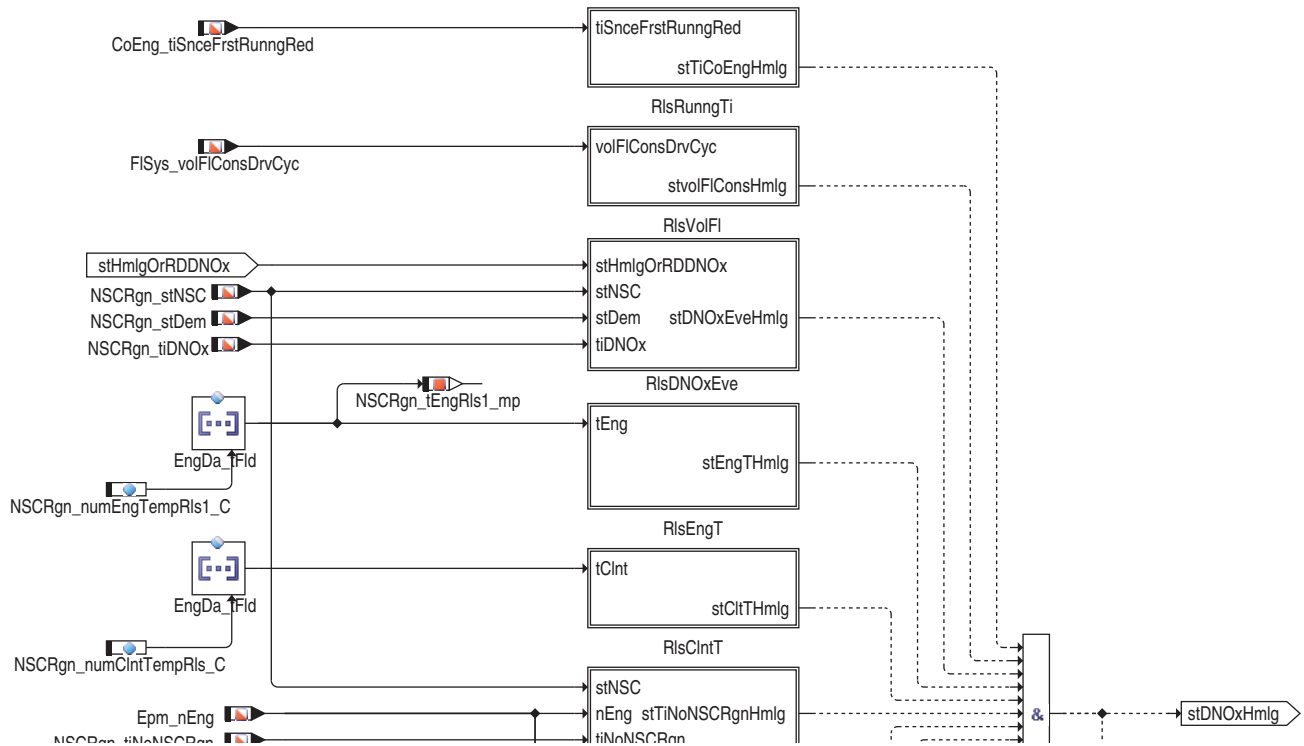 tiSnceFrstRunngRed
CoEng_tiSnceFrstRunngRed
stTiCoEngHmlg
RlsRunngTi
volFlConsDrvCyc
FlSys_volFlConsDrvCyc
stvolFlConsHmlg
RlsVolFl
stHmlgOrRDDNOx stHmlgOrRDDNOx
NSCRgn_stNSC stNSC
NSCRgn_stDem stDem stDNOxEveHmlg
NSCRgn_tiDNOx tiDNOx
RlsDNOxEve
NSCRgn_tEngRls1_mp
tEng
EngDa_tFld stEngTHmlg
NSCRgn_numEngTempRls1_C
RlsEngT
tClnt
EngDa_tFld stCltTHmlg
RlsClntT
NSCRgn_numClntTempRls_C
stNSC
Epm_nEng nEng stTiNoNSCRgnHmlg & stDNOxHmlg
NSCRgn_tiNoNSCRgn tiNoNSCRgn